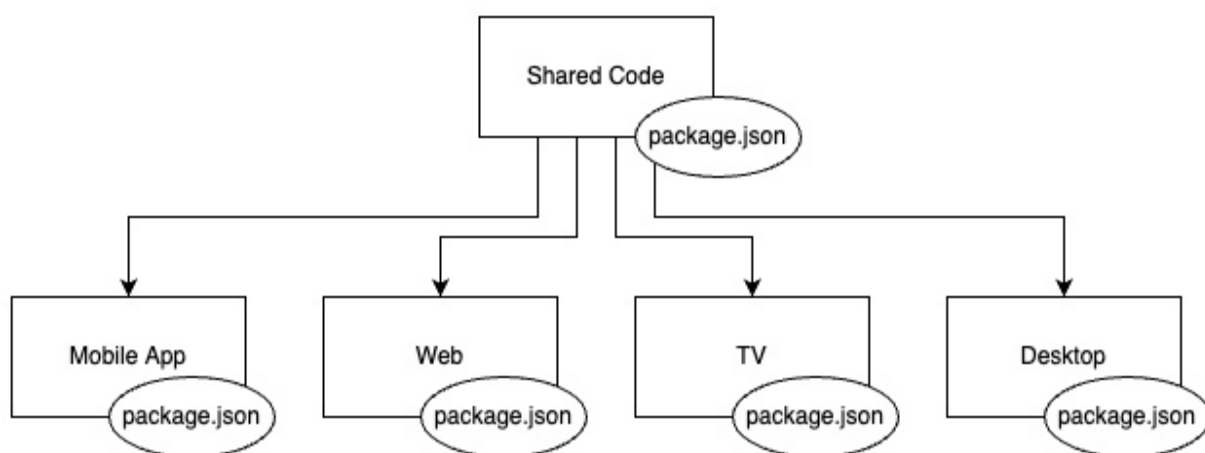 Shared Code
package.json
Mobile App
package.json
Web
package.json
TV
package.json
Desktop
package.json